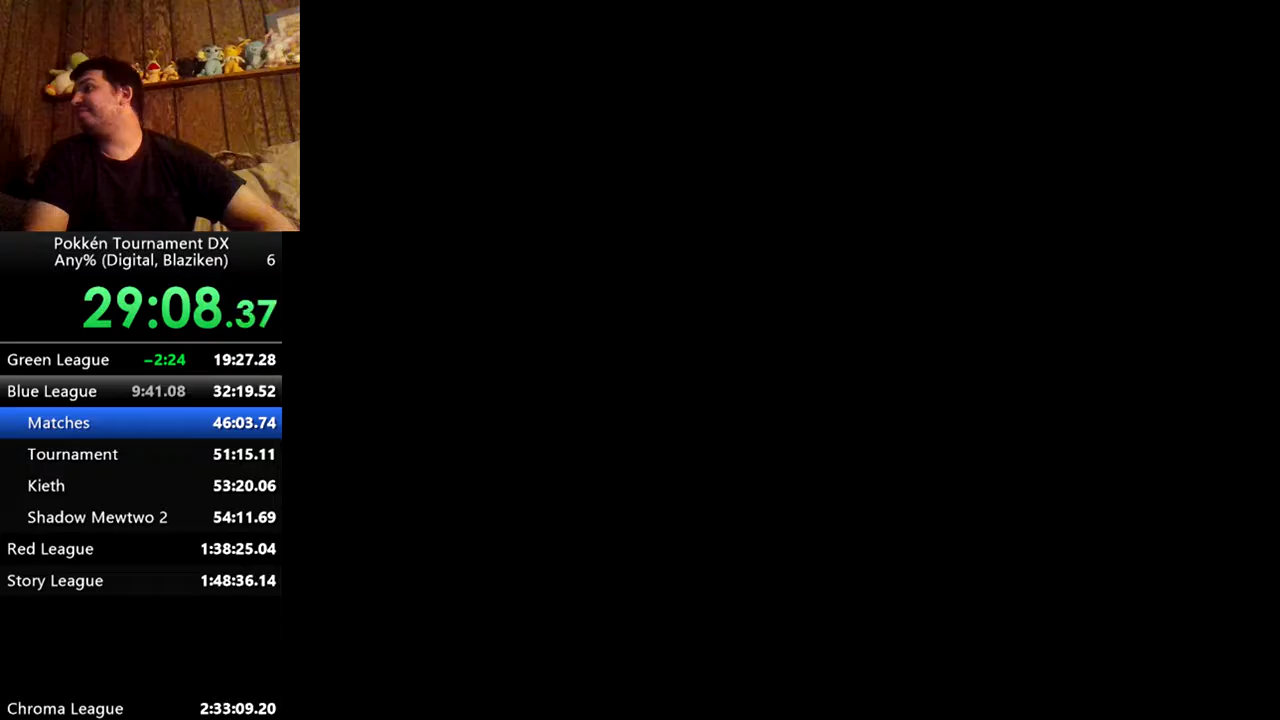 Pokkén Tournament DX
Any% (Digital, Blaziken) 6
29:08.37
Green League −2:24 19:27.28
Blue League 9:41.08 32:19.52
Matches 46:03.74
Tournament 51:15.11
Kieth 53:20.06
Shadow Mewtwo 2 54:11.69
Red League 1:38:25.04
Story League 1:48:36.14
Chroma League 2:33:09.20